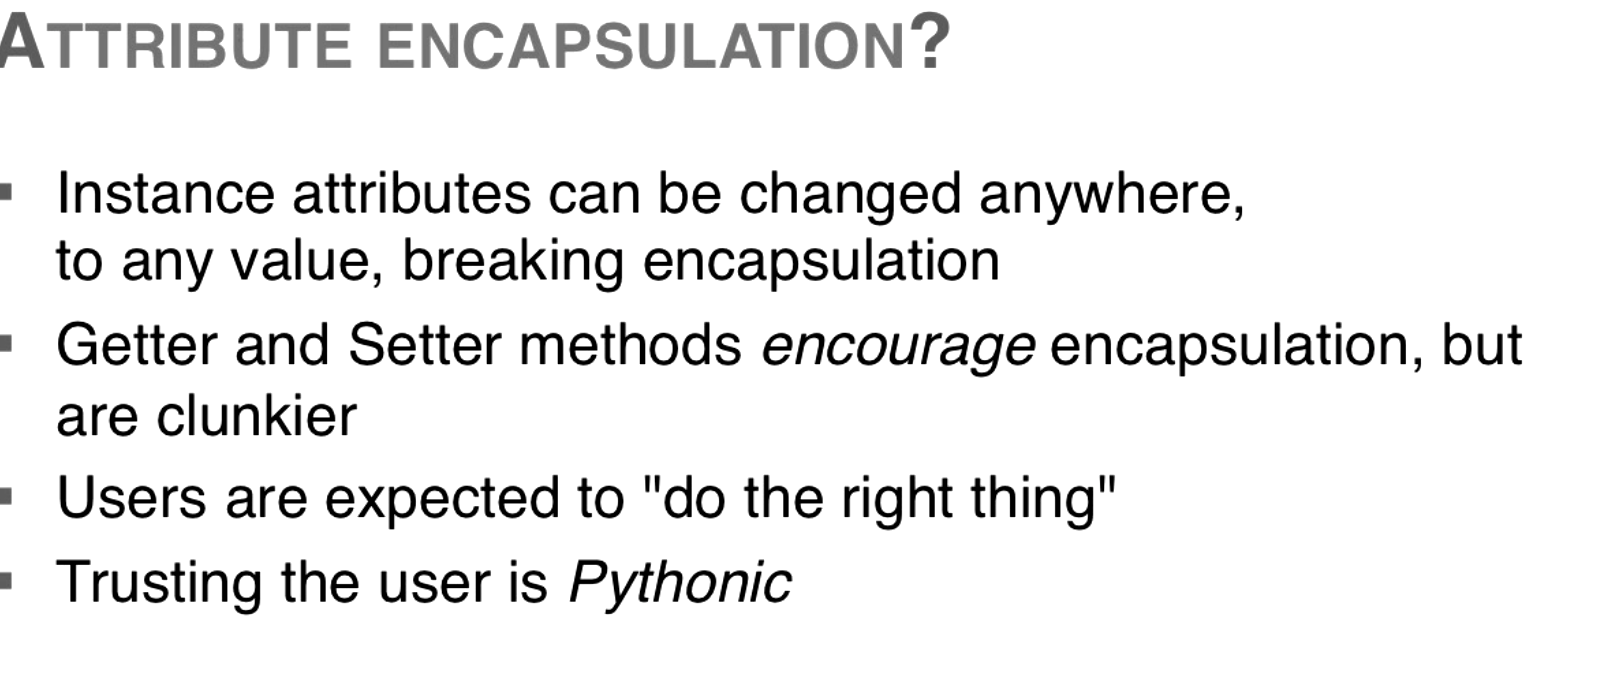 ATTRIBUTE ENCAPSULATION?
Instance attributes can be changed anywhere,
to any value, breaking encapsulation
Getter and Setter methods encourage encapsulation, but
are clunkier
Users are expected to "do the right thing"
Trusting the user is Pythonic